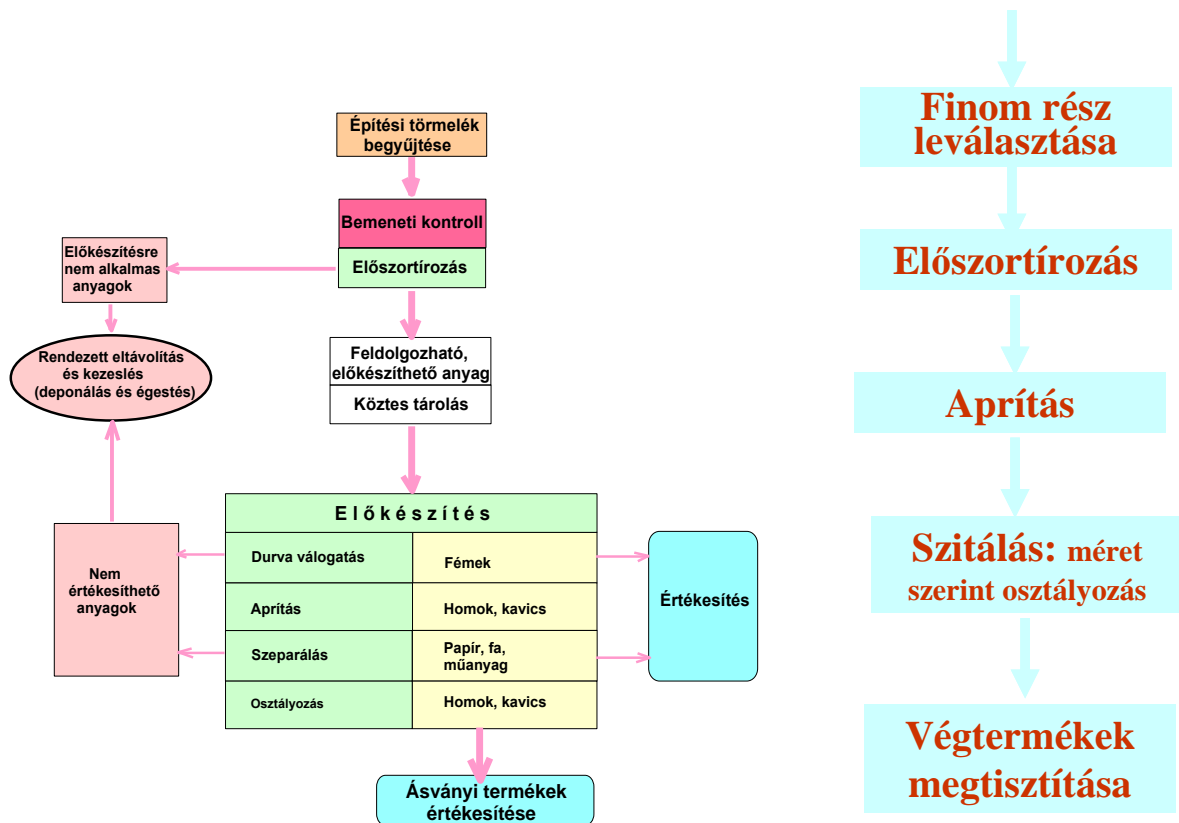 Építési törmelék
begyűjtése
Bemeneti kontroll
Előszortírozás
Előkészítésre
nem alkalmas
anyagok
Rendezett eltávolítás
és kezeslés
(deponálás és égestés)
Feldolgozható,
előkészíthető anyag
Köztes tárolás
Előkészítés
Durva válogatás
Fémek
Aprítás
Homok, kavics
Szeparálás
Papír, fa,
műanyag
Osztályozás
Homok, kavics
Nem
értékesíthető
anyagok
Értékesítés
Ásványi termékek
értékesítése
Finom rész
leválasztása
Előszortírozás
Aprítás
Szitálás: méret
szerint osztályozás
Végtermékek
megtisztítása